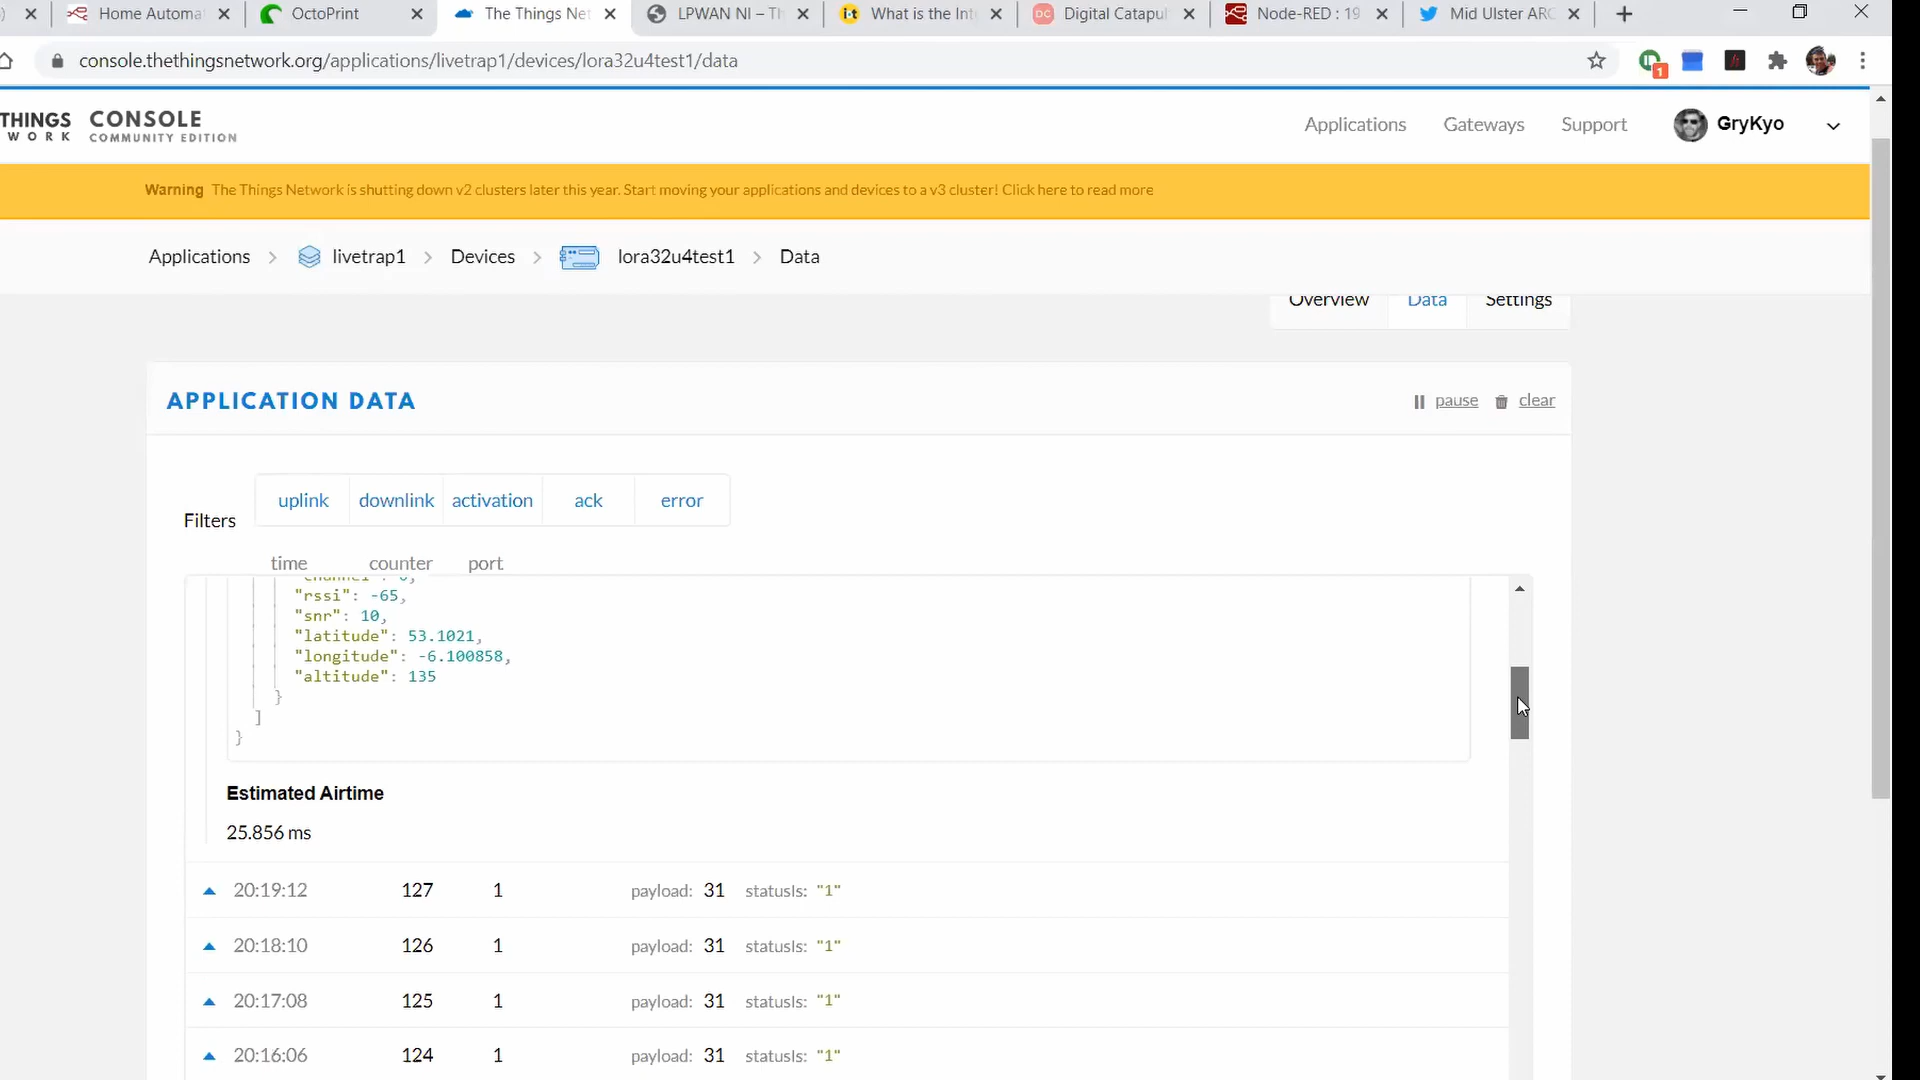 Home Automa
OctoPrint
The Things Net
LPWAN NI – Th
What is the Int
Digital Catapul
Node-RED : 19
Mid Ulster ARC
console.thethingsnetwork.org/applications/livetrap1/devices/lora32u4test1/data
1
THINGS
WORK
CONSOLE
COMMUNITY EDITION
Applications
Gateways
Support
GryKyo
Warning The Things Network is shutting down v2 clusters later this year. Start moving your applications and devices to a v3 cluster! Click here to read more
Applications > livetrap1 > Devices > lora32u4test1 > Data
Overview
Data
Settings
APPLICATION DATA
pause
clear
Filters
uplink
downlink
activation
ack
error
time counter port
"channel": 0,
"rssi": -65,
"snr": 10,
"latitude": 53.1021,
"longitude": -6.100858,
"altitude": 135
}
]
}
Estimated Airtime
25.856 ms
20:19:12 127 1 payload: 31 statusIs: "1"
20:18:10 126 1 payload: 31 statusIs: "1"
20:17:08 125 1 payload: 31 statusIs: "1"
20:16:06 124 1 payload: 31 statusIs: "1"